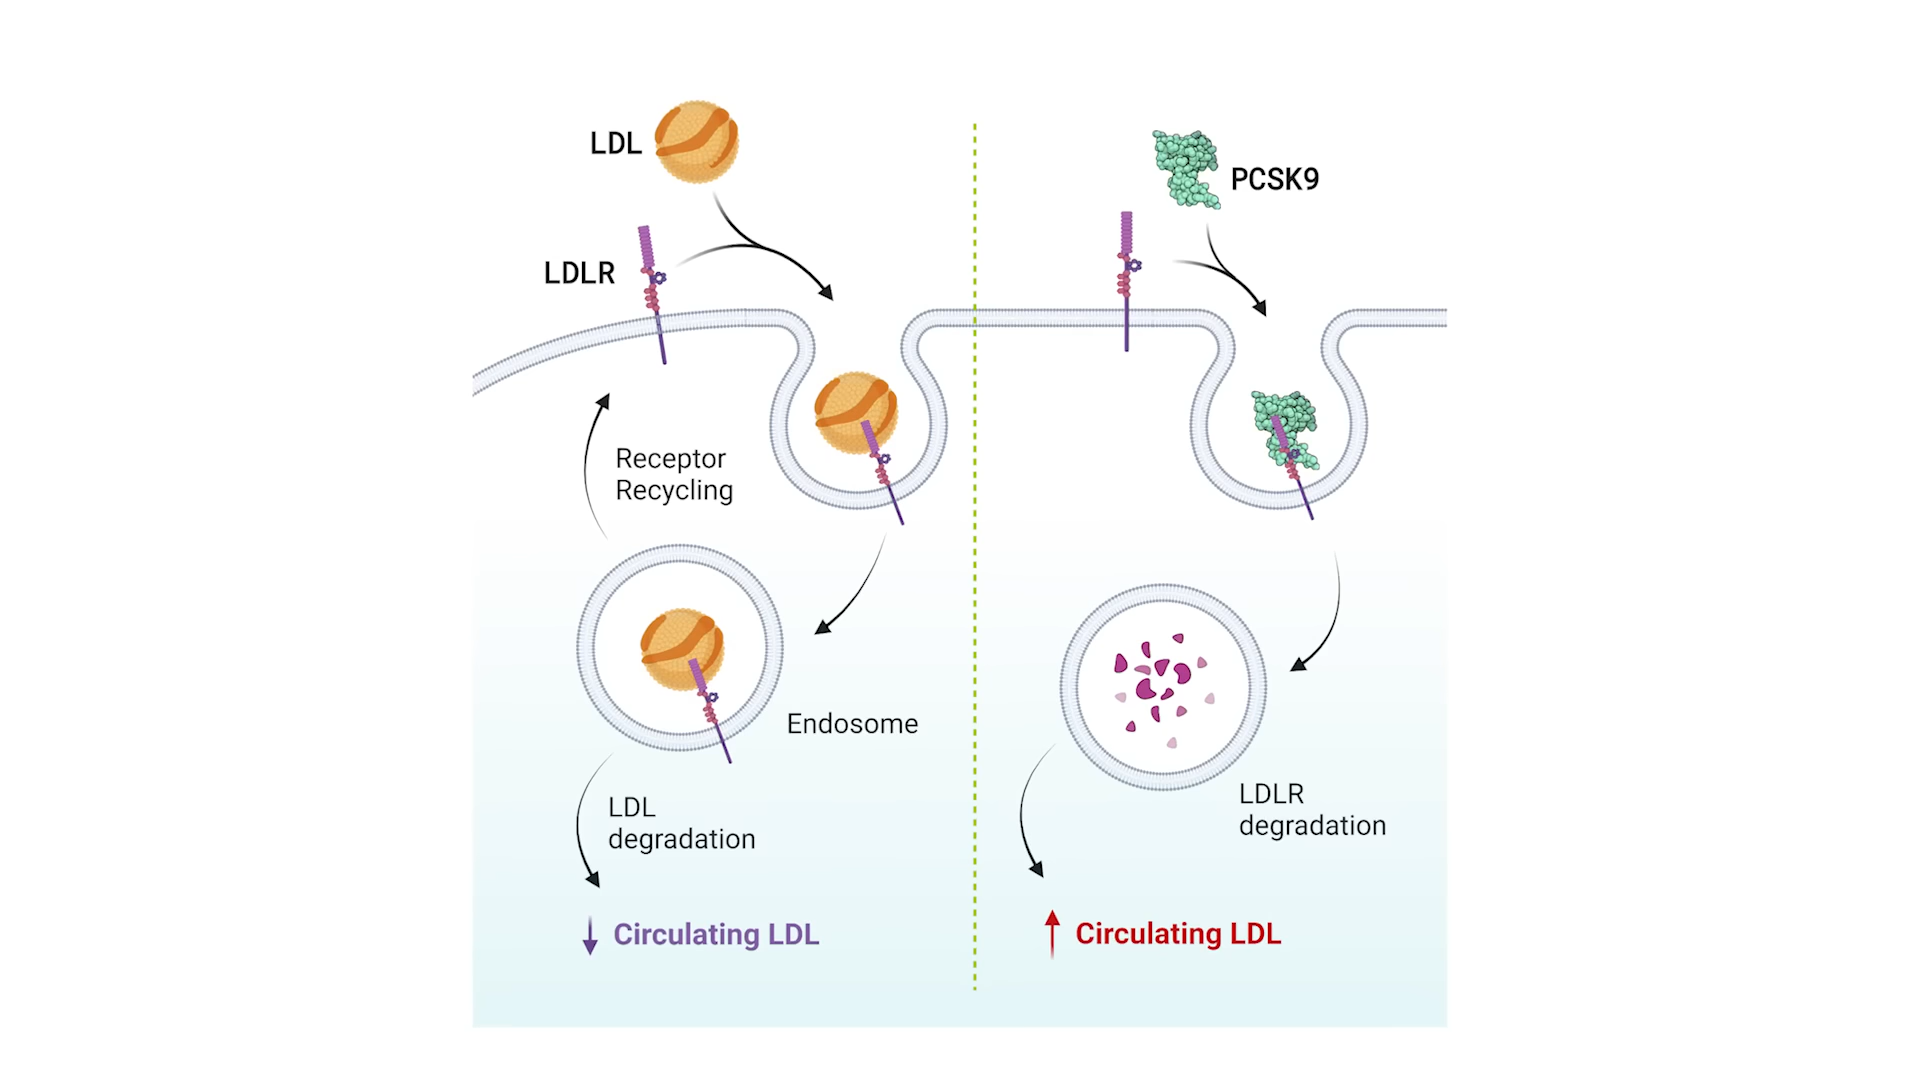 LDL
LDLR
Receptor
Recycling
Endosome
LDL
degradation
Circulating LDL
PCSK9
LDLR
degradation
Circulating LDL